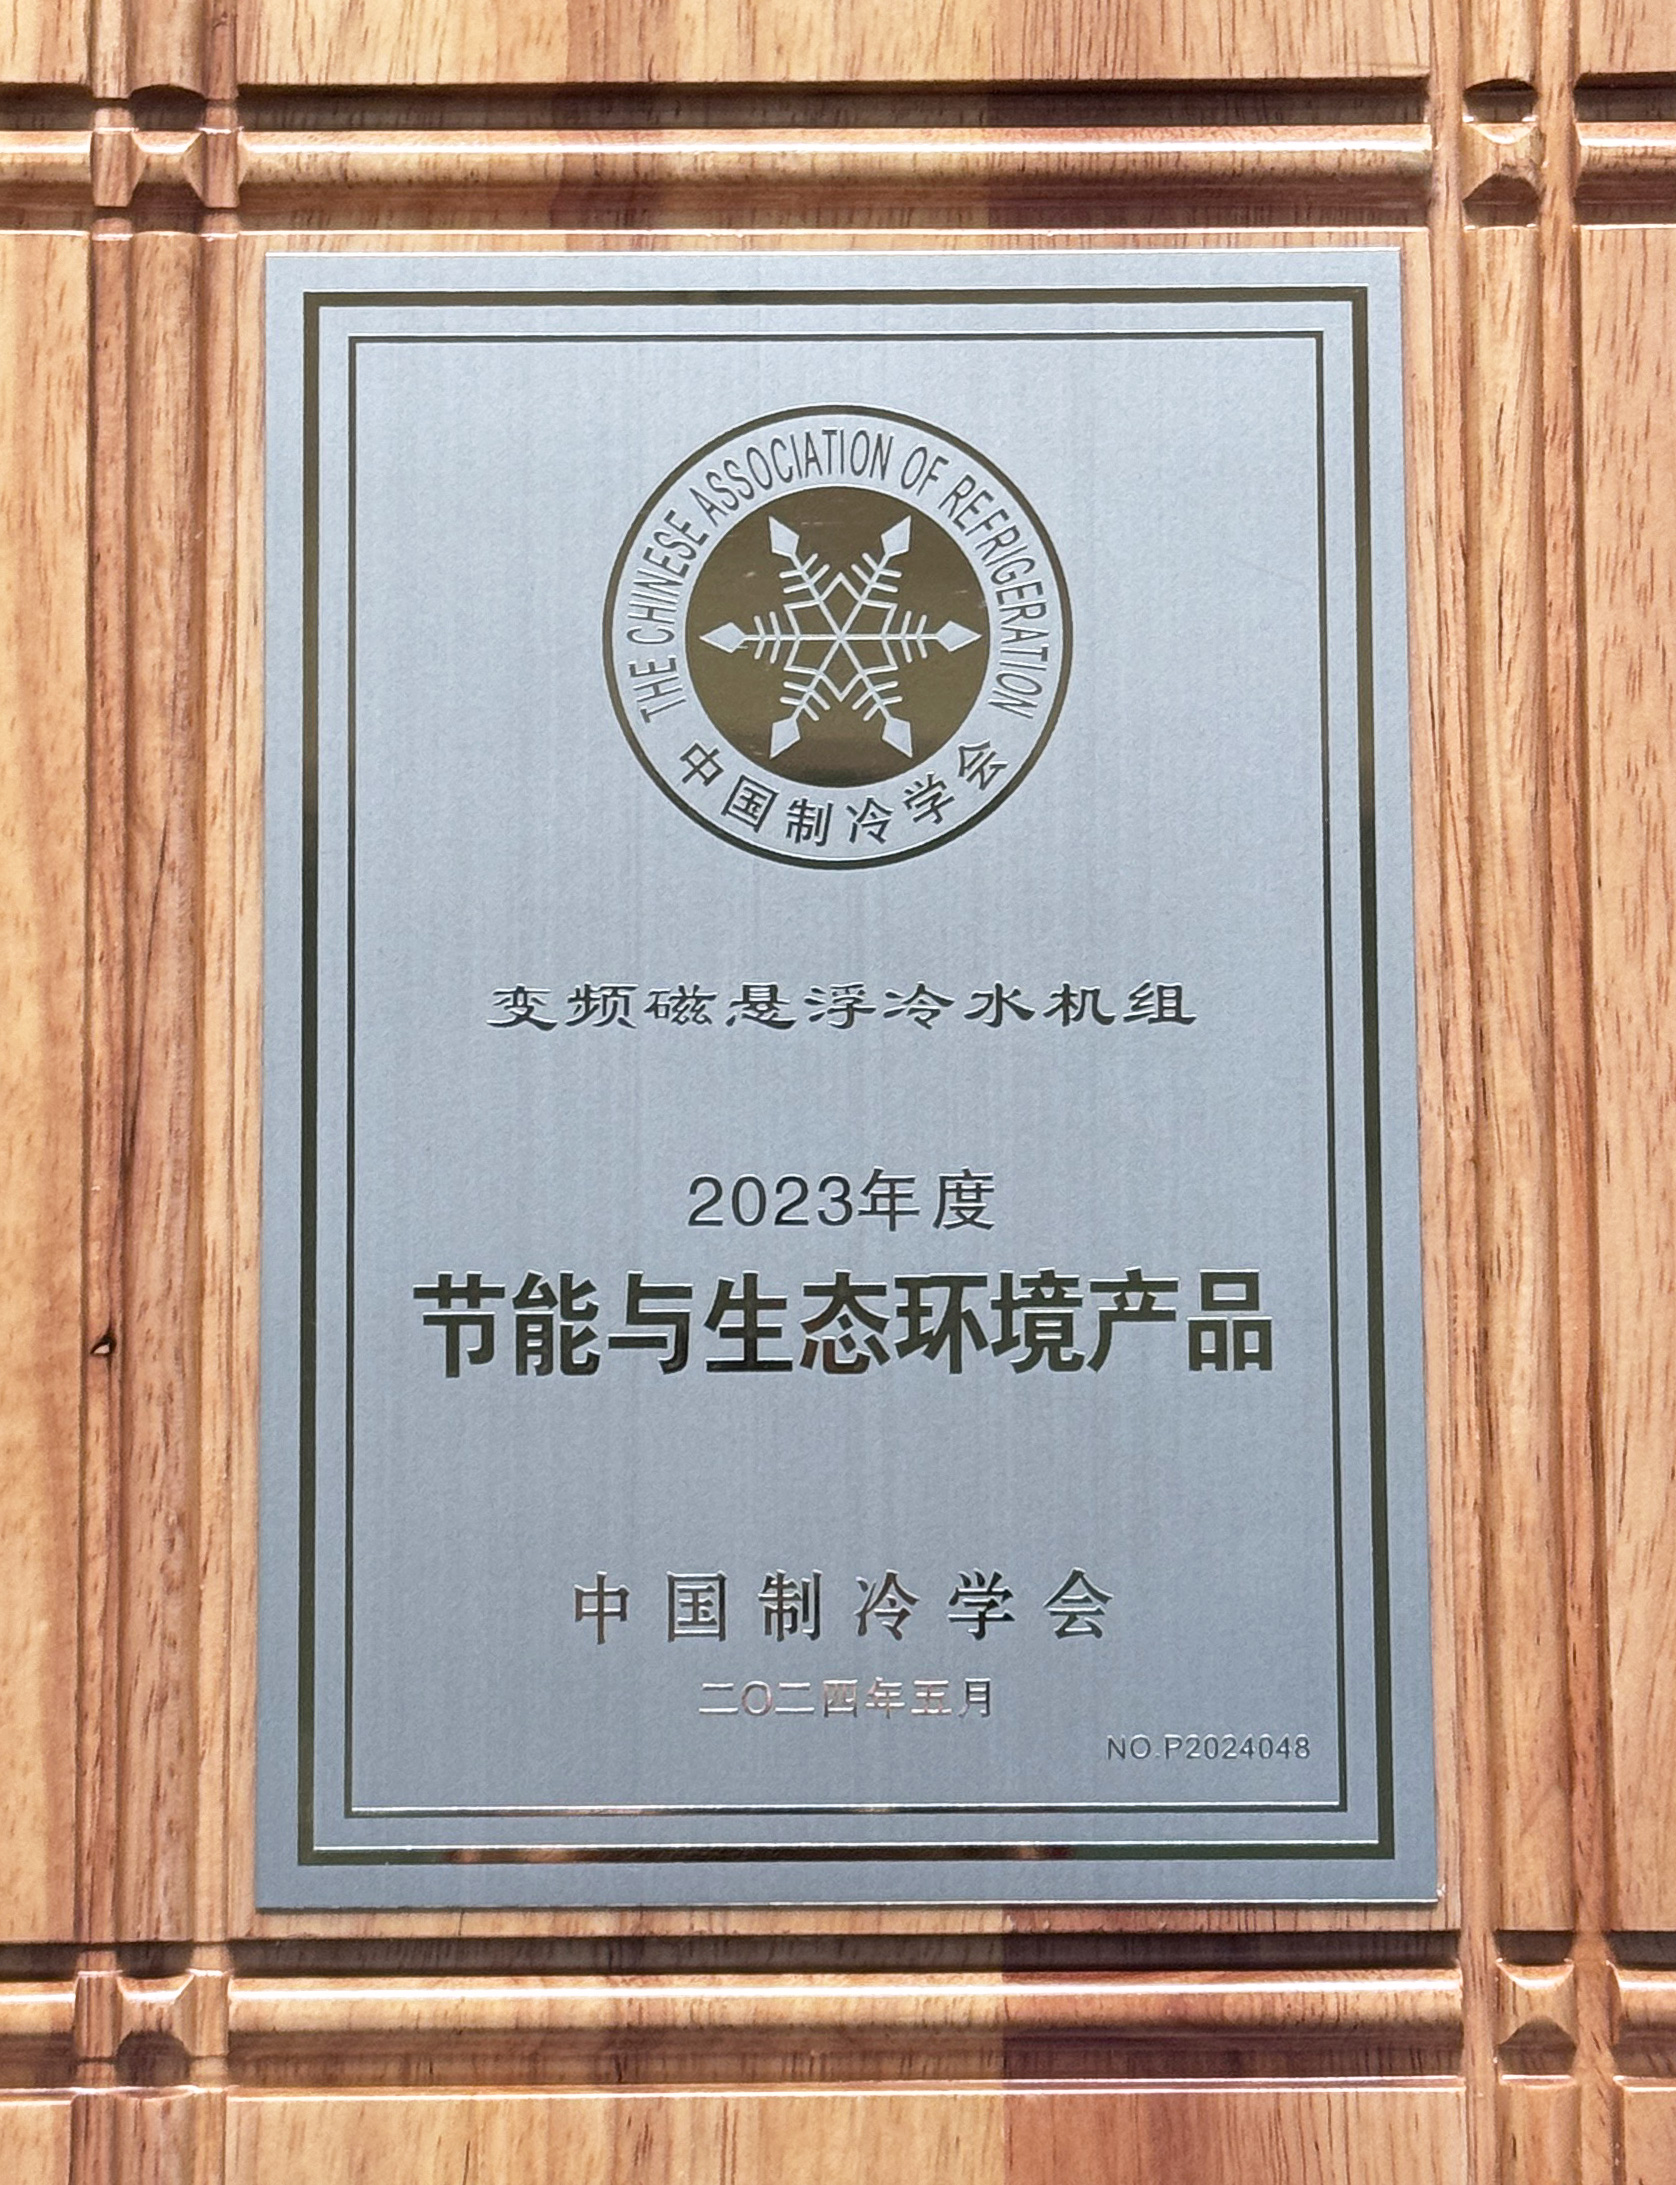 THE CHINESE ASSOCIATION OF REFRIGERATION
中国制冷学会
变频磁悬浮冷水机组
2023年度
节能与生态环境产品
中国制冷学会
二〇二四年五月
NO.P2024048